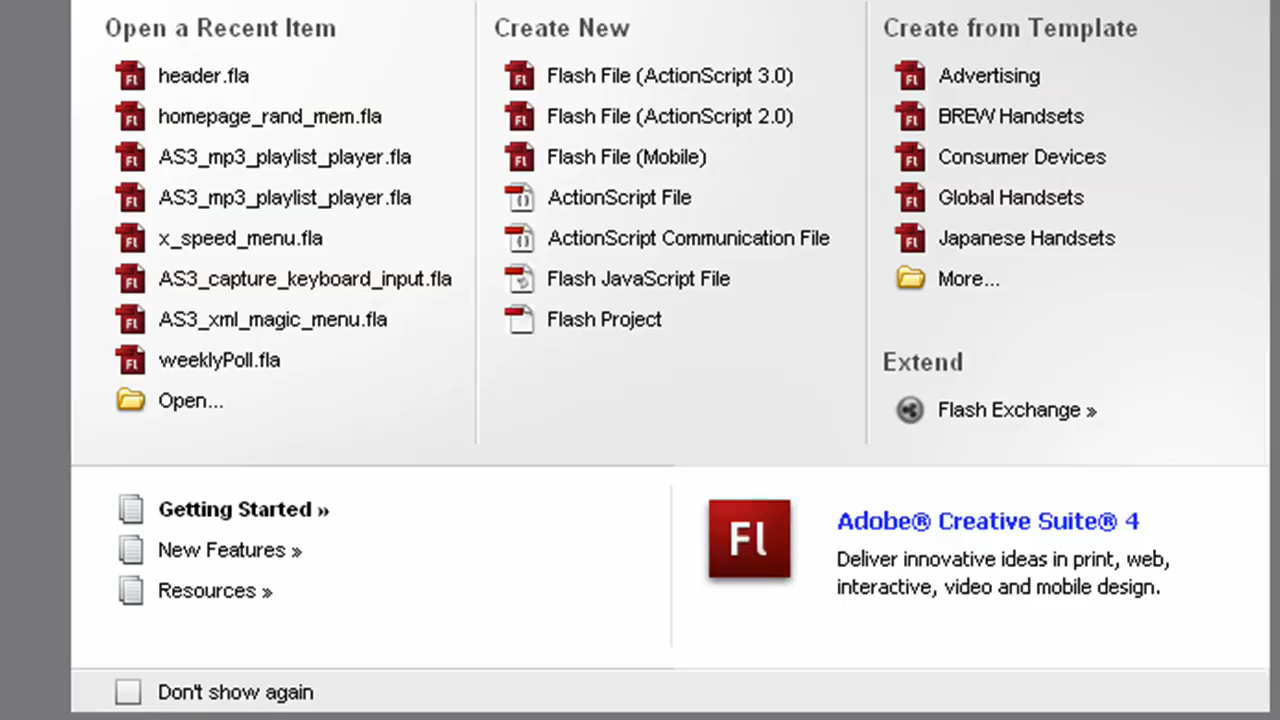 Open a Recent Item
header.fla
homepage_rand_mem.fla
AS3_mp3_playlist_player.fla
AS3_mp3_playlist_player.fla
x_speed_menu.fla
AS3_capture_keyboard_input.fla
AS3_xml_magic_menu.fla
weeklyPoll.fla
Open...
Create New
Flash File (ActionScript 3.0)
Flash File (ActionScript 2.0)
Flash File (Mobile)
ActionScript File
ActionScript Communication File
Flash JavaScript File
Flash Project
Create from Template
Advertising
BREW Handsets
Consumer Devices
Global Handsets
Japanese Handsets
More...
Extend
Flash Exchange »
Getting Started »
New Features »
Resources »
Fl
Adobe® Creative Suite® 4
Deliver innovative ideas in print, web,
interactive, video and mobile design.
Don't show again